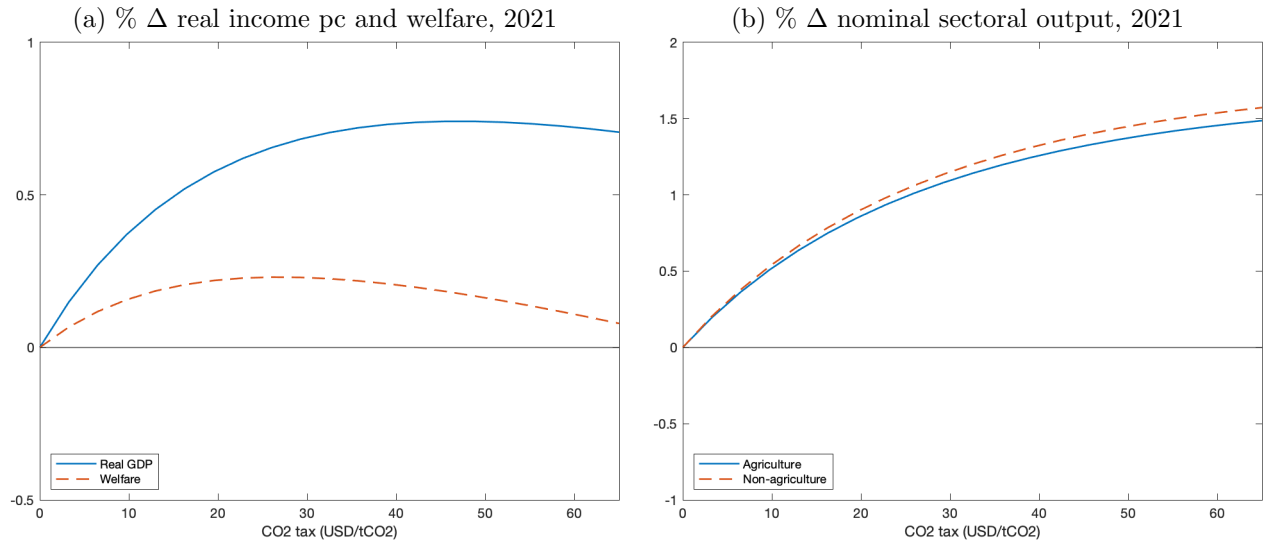 (a) % Δ real income pc and welfare, 2021
1
0.5
0
-0.5
0 10 20 30 40 50 60
CO2 tax (USD/tCO2)
Real GDP
Welfare
(b) % Δ nominal sectoral output, 2021
2
1.5
1
0.5
0
-0.5
-1
0 10 20 30 40 50 60
CO2 tax (USD/tCO2)
Agriculture
Non-agriculture